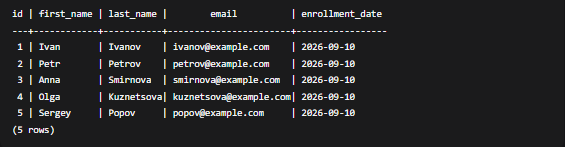 id | first_name | last_name | email | enrollment_date
---+------------+-----------+----------------------+----------------
1 | Ivan | Ivanov | ivanov@example.com | 2026-09-10
2 | Petr | Petrov | petrov@example.com | 2026-09-10
3 | Anna | Smirnova | smirnova@example.com | 2026-09-10
4 | Olga | Kuznetsova| kuznetsova@example.com| 2026-09-10
5 | Sergey | Popov | popov@example.com | 2026-09-10
(5 rows)